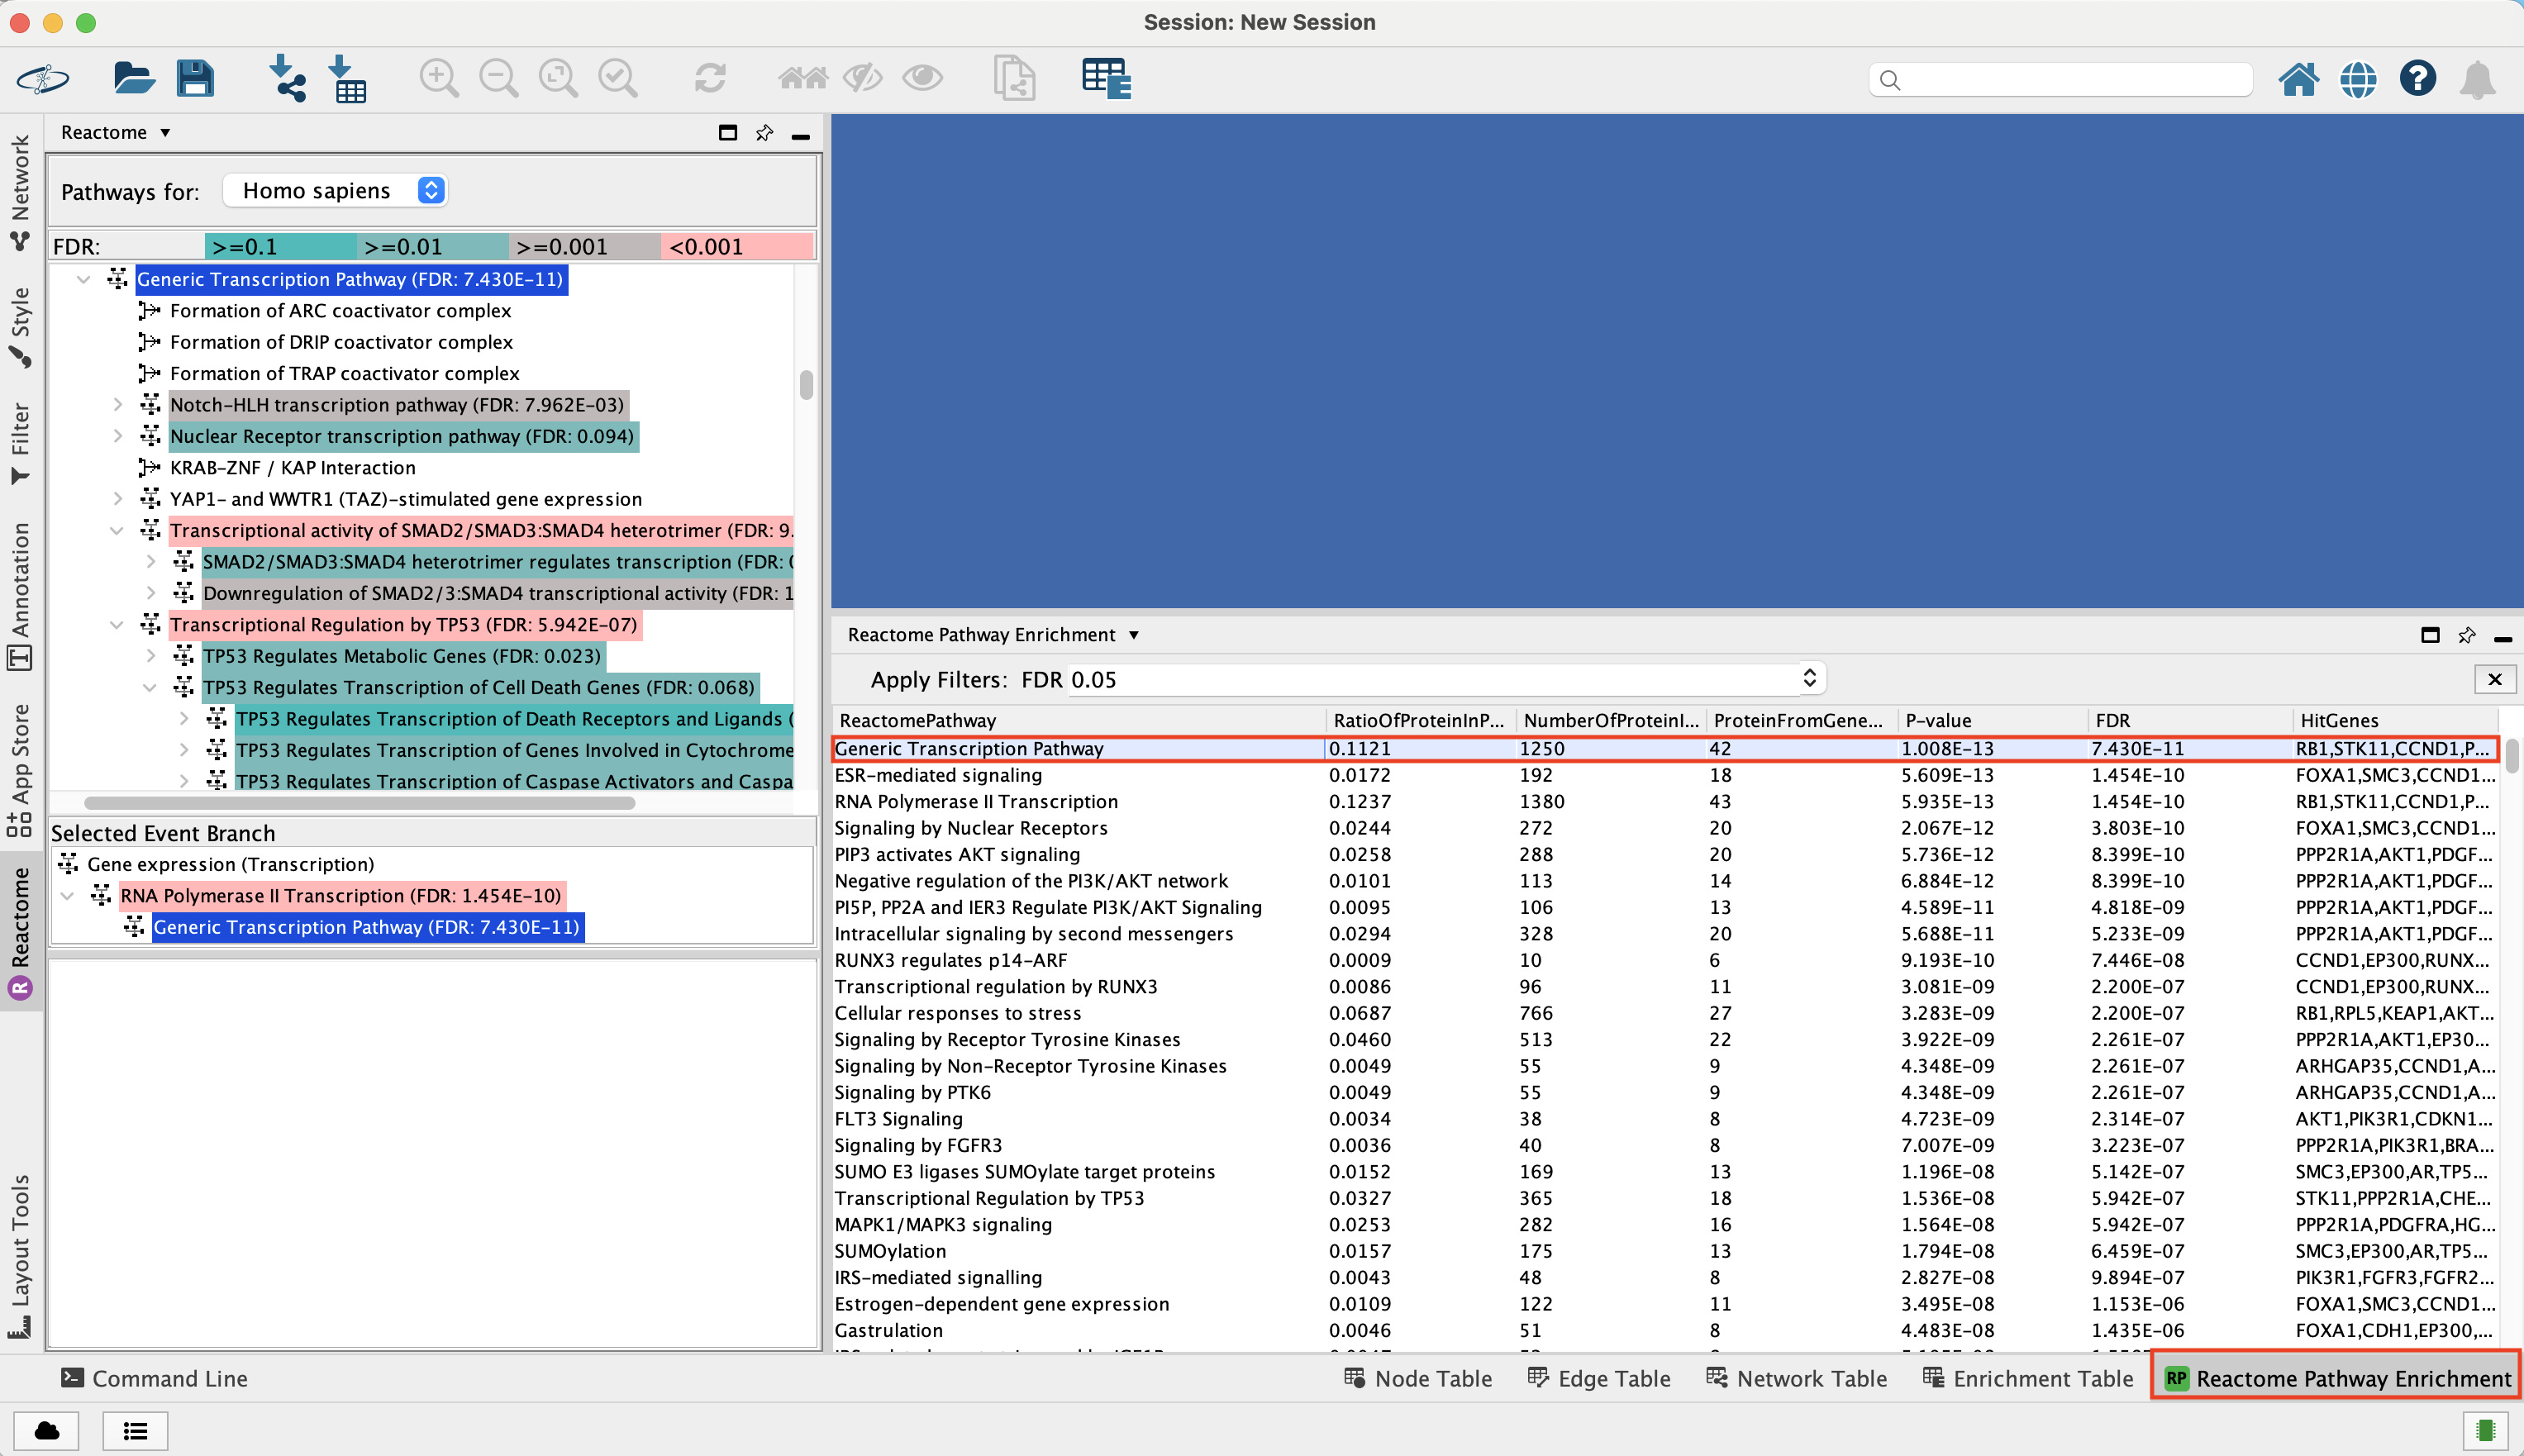 Session: New Session
Network
Style
Filter
Annotation
App Store
Reactome
Layout Tools
Reactome
Pathways for: Homo sapiens
FDR: >=0.1 >=0.01 >=0.001 <0.001
Generic Transcription Pathway (FDR: 7.430E-11)
Formation of ARC coactivator complex
Formation of DRIP coactivator complex
Formation of TRAP coactivator complex
Notch-HLH transcription pathway (FDR: 7.962E-03)
Nuclear Receptor transcription pathway (FDR: 0.094)
KRAB-ZNF / KAP Interaction
YAP1- and WWTR1 (TAZ)-stimulated gene expression
Transcriptional activity of SMAD2/SMAD3:SMAD4 heterotrimer (FDR: 9.
SMAD2/SMAD3:SMAD4 heterotrimer regulates transcription (FDR:
Downregulation of SMAD2/3:SMAD4 transcriptional activity (FDR: 1
Transcriptional Regulation by TP53 (FDR: 5.942E-07)
TP53 Regulates Metabolic Genes (FDR: 0.023)
TP53 Regulates Transcription of Cell Death Genes (FDR: 0.068)
TP53 Regulates Transcription of Death Receptors and Ligands (
TP53 Regulates Transcription of Genes Involved in Cytochrome
TP53 Regulates Transcription of Caspase Activators and Caspa
Selected Event Branch
Gene expression (Transcription)
RNA Polymerase II Transcription (FDR: 1.454E-10)
Generic Transcription Pathway (FDR: 7.430E-11)
Reactome Pathway Enrichment
Apply Filters: FDR 0.05
ReactomePathway RatioOfProteinInP... NumberOfProteinI... ProteinFromGene... P-value FDR HitGenes
Generic Transcription Pathway 0.1121 1250 42 1.008E-13 7.430E-11 RB1,STK11,CCND1,P...
ESR-mediated signaling 0.0172 192 18 5.609E-13 1.454E-10 FOXA1,SMC3,CCND1...
RNA Polymerase II Transcription 0.1237 1380 43 5.935E-13 1.454E-10 RB1,STK11,CCND1,P...
Signaling by Nuclear Receptors 0.0244 272 20 2.067E-12 3.803E-10 FOXA1,SMC3,CCND1...
PIP3 activates AKT signaling 0.0258 288 20 5.736E-12 8.399E-10 PPP2R1A,AKT1,PDGF...
Negative regulation of the PI3K/AKT network 0.0101 113 14 6.884E-12 8.399E-10 PPP2R1A,AKT1,PDGF...
PI5P, PP2A and IER3 Regulate PI3K/AKT Signaling 0.0095 106 13 4.589E-11 4.818E-09 PPP2R1A,AKT1,PDGF...
Intracellular signaling by second messengers 0.0294 328 20 5.688E-11 5.233E-09 PPP2R1A,AKT1,PDGF...
RUNX3 regulates p14-ARF 0.0009 10 6 9.193E-10 7.446E-08 CCND1,EP300,RUNX...
Transcriptional regulation by RUNX3 0.0086 96 11 3.081E-09 2.200E-07 CCND1,EP300,RUNX...
Cellular responses to stress 0.0687 766 27 3.283E-09 2.200E-07 RB1,RPL5,KEAP1,AKT...
Signaling by Receptor Tyrosine Kinases 0.0460 513 22 3.922E-09 2.261E-07 PPP2R1A,AKT1,EP30...
Signaling by Non-Receptor Tyrosine Kinases 0.0049 55 9 4.348E-09 2.261E-07 ARHGAP35,CCND1,A...
Signaling by PTK6 0.0049 55 9 4.348E-09 2.261E-07 ARHGAP35,CCND1,A...
FLT3 Signaling 0.0034 38 8 4.723E-09 2.314E-07 AKT1,PIK3R1,CDKN1...
Signaling by FGFR3 0.0036 40 8 7.007E-09 3.223E-07 PPP2R1A,PIK3R1,BRA...
SUMO E3 ligases SUMOylate target proteins 0.0152 169 13 1.196E-08 5.142E-07 SMC3,EP300,AR,TP5...
Transcriptional Regulation by TP53 0.0327 365 18 1.536E-08 5.942E-07 STK11,PPP2R1A,CHE...
MAPK1/MAPK3 signaling 0.0253 282 16 1.564E-08 5.942E-07 PPP2R1A,PDGFRA,HG...
SUMOylation 0.0157 175 13 1.794E-08 6.459E-07 SMC3,EP300,AR,TP5...
IRS-mediated signalling 0.0043 48 8 2.827E-08 9.894E-07 PIK3R1,FGFR3,FGFR2...
Estrogen-dependent gene expression 0.0109 122 11 3.495E-08 1.153E-06 FOXA1,SMC3,CCND1...
Gastrulation 0.0046 51 8 4.483E-08 1.435E-06 FOXA1,CDH1,EP300,...
Command Line Node Table Edge Table Network Table Enrichment Table RP Reactome Pathway Enrichment